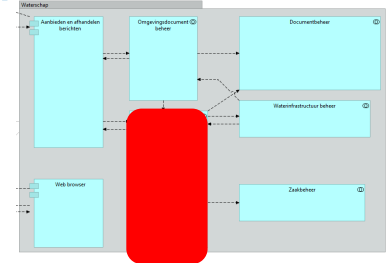 Waterschap
Aanbieden en afhandelen
berichten
Omgevingsdocument
beheer
Documentbeheer
Waterinfrastructuur beheer
Web browser
Zaakbeheer